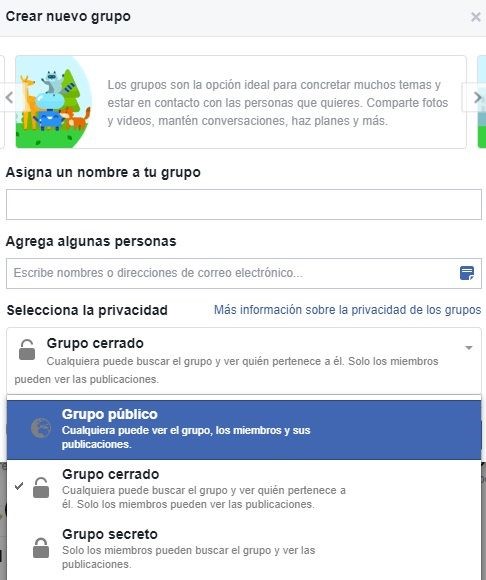 Crear nuevo grupo
Los grupos son la opción ideal para concretar muchos temas y
estar en contacto con las personas que quieres. Comparte fotos
y videos, mantén conversaciones, haz planes y más.
Asigna un nombre a tu grupo
Agrega algunas personas
Escribe nombres o direcciones de correo electrónico...
Selecciona la privacidad Más información sobre la privacidad de los grupos
Grupo cerrado
Cualquiera puede buscar el grupo y ver quién pertenece a él. Solo los miembros
pueden ver las publicaciones.
Grupo público
Cualquiera puede ver el grupo, los miembros y sus
publicaciones.
Grupo cerrado
Cualquiera puede buscar el grupo y ver quién pertenece a
él. Solo los miembros pueden ver las publicaciones.
Grupo secreto
Solo los miembros pueden buscar el grupo y ver las
publicaciones.